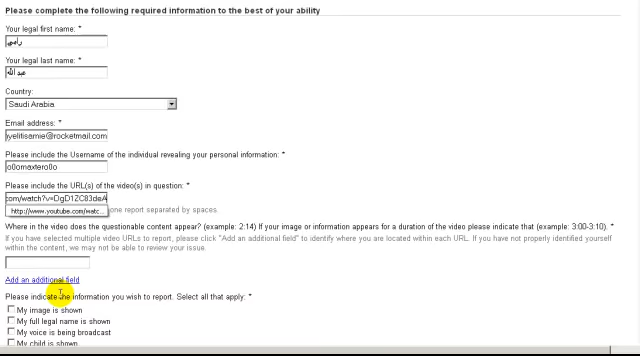 Please complete the following required information to the best of your ability
Your legal first name: *
رامي
Your legal last name: *
عبد الله
Country:
Saudi Arabia
Email address: *
iyelitisamie@rocketmail.com
Please include the Username of the individual revealing your personal information: *
o0omaxtero0o
Please include the URL(s) of the video(s) in question: *
com/watch?v=DgD1ZC83deA
http://www.youtube.com/watc...
one report separated by spaces.
Where in the video does the questionable content appear? (example: 2:14) If your image or information appears for a duration of the video please indicate that (example: 3:00-3:10). *
If you have selected multiple video URLs to report, please click "Add an additional field" to identify where you are located within each URL. If you have not properly identified yourself
within the content, we may not be able to review your issue.
Add an additional field
Please indicate the information you wish to report. Select all that apply: *
My image is shown
My full legal name is shown
My voice is being broadcast
My child is shown